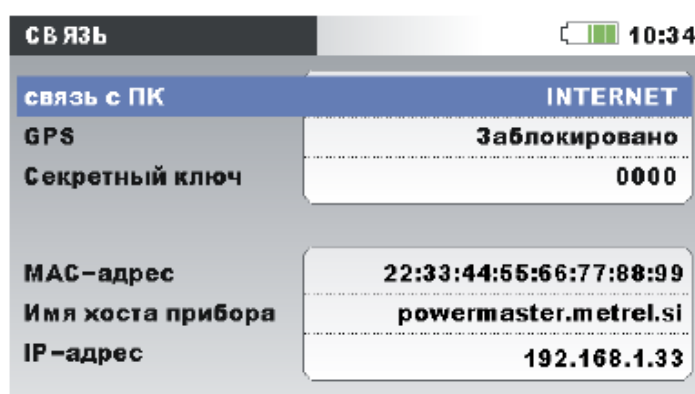 СВЯЗЬ 10:34
связь с ПК INTERNET
GPS Заблокировано
Секретный ключ 0000
MAC-адрес 22:33:44:55:66:77:88:99
Имя хоста прибора powermaster.metrel.si
IP-адрес 192.168.1.33